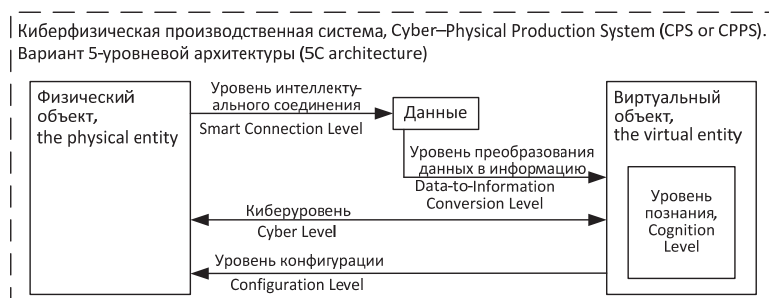 Киберфизическая производственная система, Cyber–Physical Production System (CPS or CPPS).
Вариант 5-уровневой архитектуры (5C architecture)
Физический
объект,
the physical entity
Уровень интеллекту-
ального соединения
Smart Connection Level
Данные
Уровень преобразования
данных в информацию
Data-to-Information
Conversion Level
Киберуровень
Cyber Level
Уровень конфигурации
Configuration Level
Виртуальный
объект,
the virtual entity
Уровень
познания,
Cognition
Level